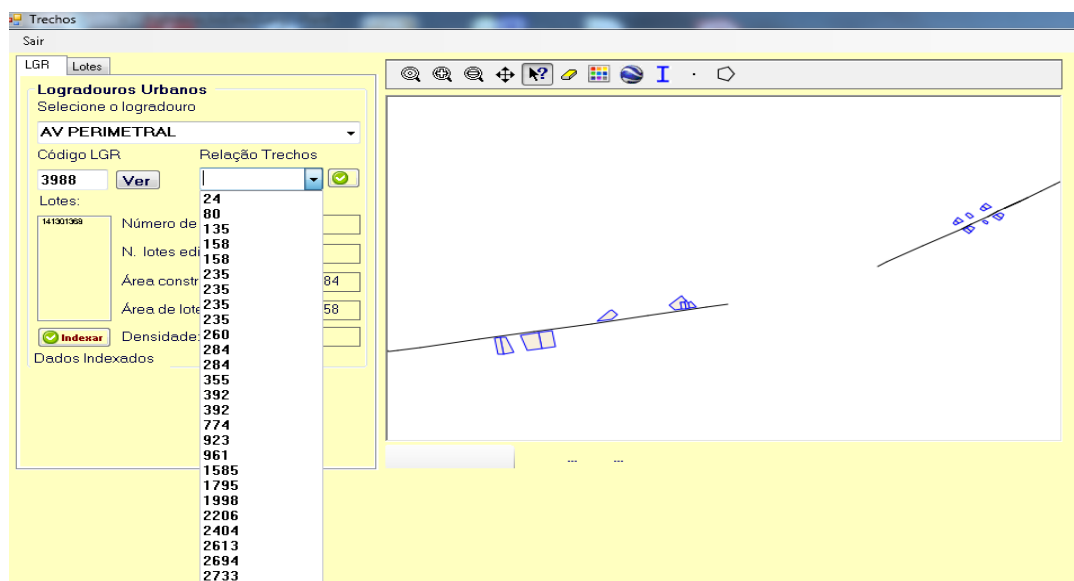 Trechos
Sair
LGR Lotes
Logradouros Urbanos
Selecione o logradouro
AV PERIMETRAL
Código LGR Relação Trechos
3988 Ver
Lotes:
141301368
Número de
N. lotes edi
Área constr 84
Área de lote 58
Indexar Densidade:
Dados Indexados
24
80
135
158
158
235
235
235
235
260
284
284
355
392
392
774
923
961
1585
1795
1998
2206
2404
2613
2694
2733
... ...